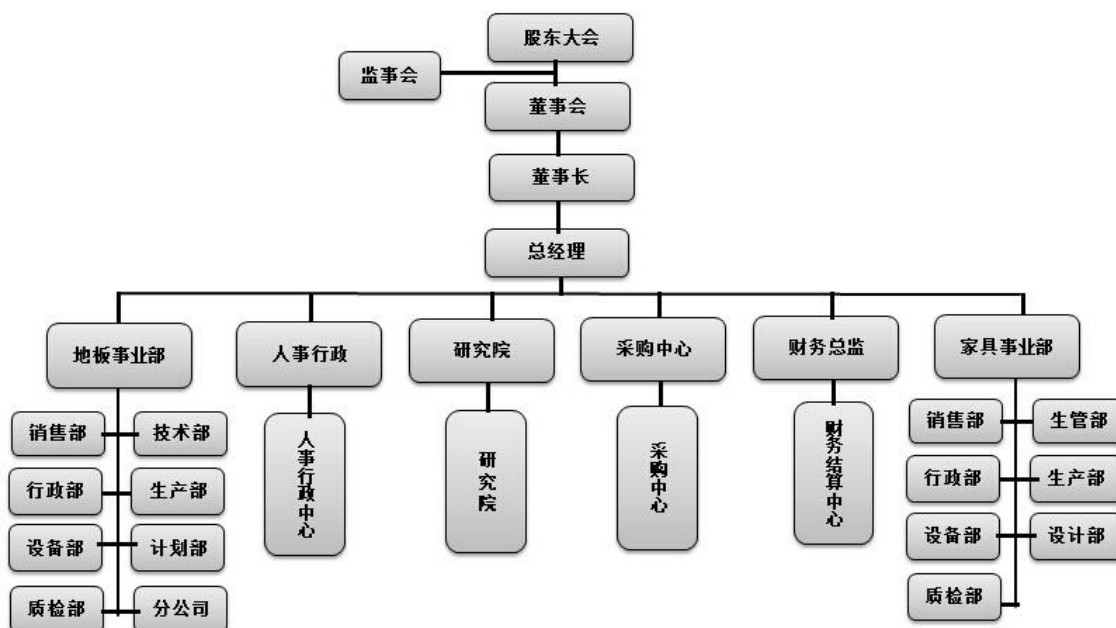 股东大会
监事会
董事会
董事长
总经理
地板事业部
人事行政
研究院
采购中心
财务总监
家具事业部
销售部
技术部
行政部
生产部
设备部
计划部
质检部
分公司
人事行政中心
研究院
采购中心
财务结算中心
销售部
生管部
行政部
生产部
设备部
设计部
质检部